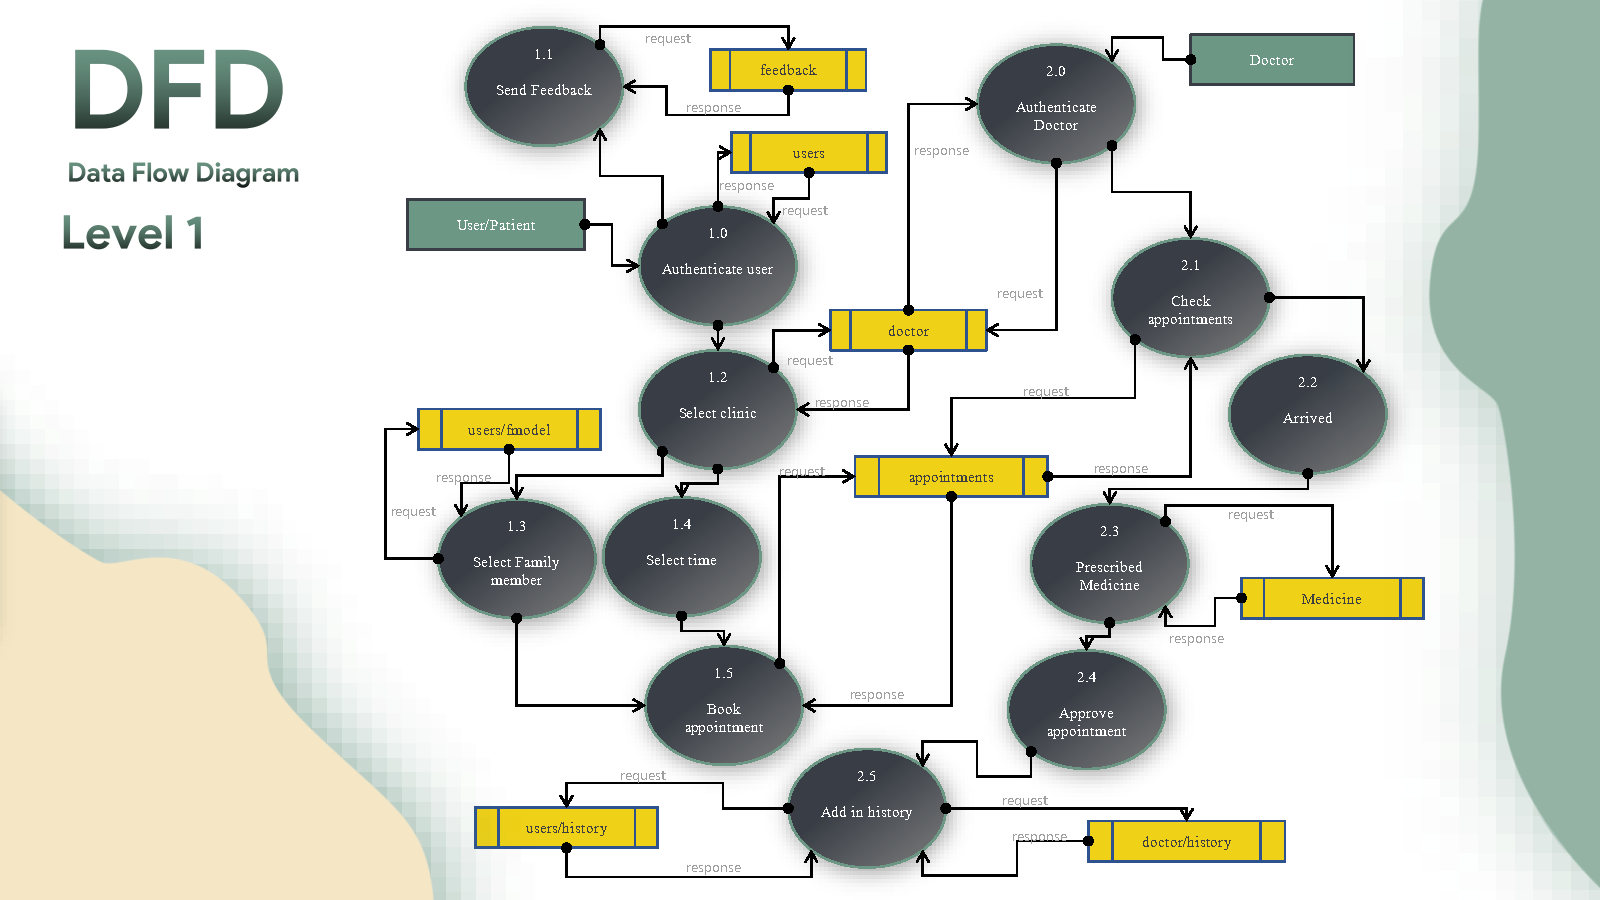 DFD
Data Flow Diagram
Level 1
1.1
Send Feedback
request
feedback
response
2.0
Authenticate
Doctor
Doctor
users
response
request
response
User/Patient
1.0
Authenticate user
2.1
Check
appointments
request
doctor
request
response
1.2
Select clinic
request
2.2
Arrived
users/fmodel
response
request
request
appointments
response
1.3
Select Family
member
1.4
Select time
2.3
Prescribed
Medicine
request
Medicine
response
1.5
Book
appointment
response
2.4
Approve
appointment
2.5
Add in history
request
users/history
response
request
response
doctor/history